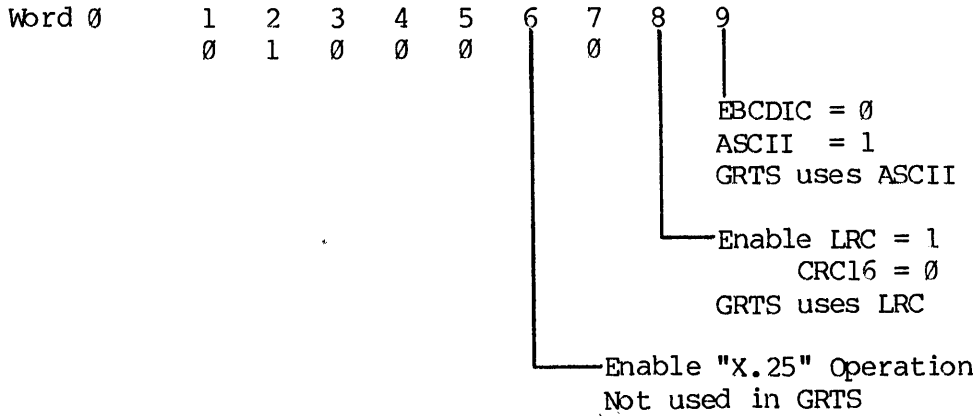 Word Ø 1 2 3 4 5 6 7 8 9
Ø 1 Ø Ø Ø Ø
EBCDIC = Ø
ASCII = 1
GRTS uses ASCII
Enable LRC = 1
CRC16 = Ø
GRTS uses LRC
Enable "X.25" Operation
Not used in GRTS